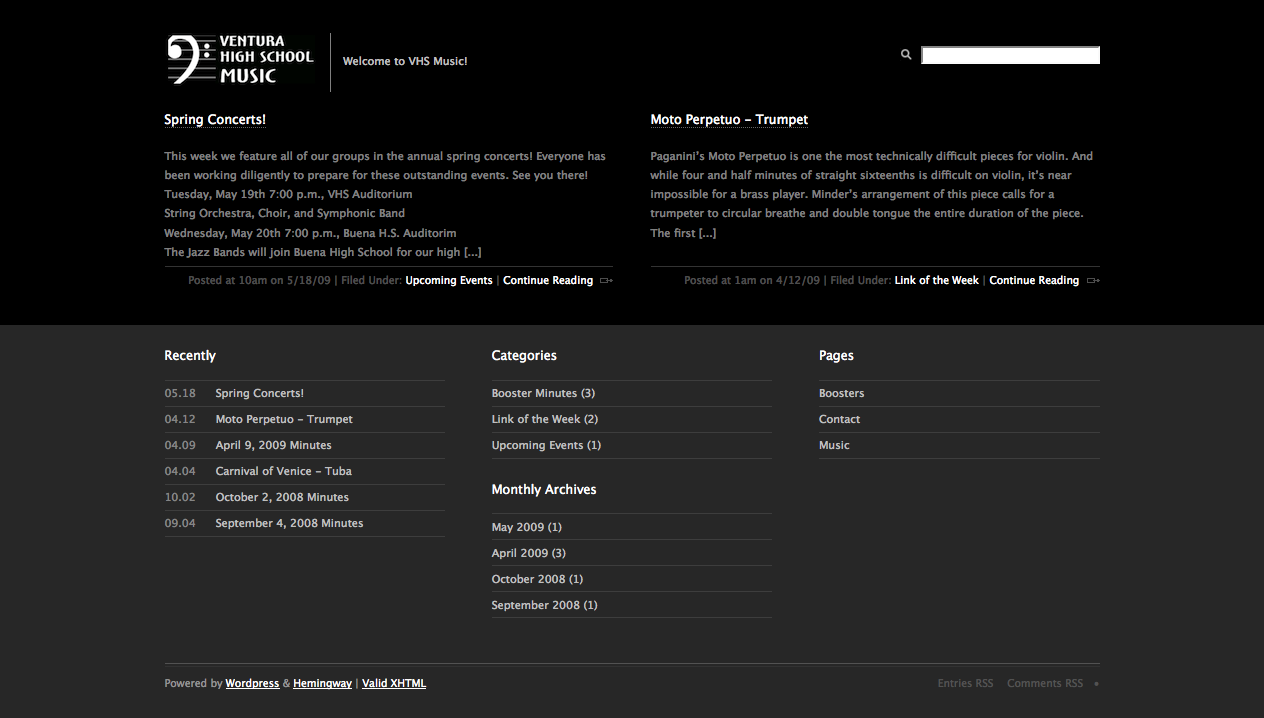 VENTURA
HIGH SCHOOL
MUSIC
Welcome to VHS Music!
Spring Concerts!
This week we feature all of our groups in the annual spring concerts! Everyone has
been working diligently to prepare for these outstanding events. See you there!
Tuesday, May 19th 7:00 p.m., VHS Auditorium
String Orchestra, Choir, and Symphonic Band
Wednesday, May 20th 7:00 p.m., Buena H.S. Auditorim
The Jazz Bands will join Buena High School for our high [...]
Posted at 10am on 5/18/09 | Filed Under: Upcoming Events | Continue Reading
Moto Perpetuo – Trumpet
Paganini’s Moto Perpetuo is one the most technically difficult pieces for violin. And
while four and half minutes of straight sixteenths is difficult on violin, it’s near
impossible for a brass player. Minder’s arrangement of this piece calls for a
trumpeter to circular breathe and double tongue the entire duration of the piece.
The first [...]
Posted at 1am on 4/12/09 | Filed Under: Link of the Week | Continue Reading
Recently
05.18 Spring Concerts!
04.12 Moto Perpetuo – Trumpet
04.09 April 9, 2009 Minutes
04.04 Carnival of Venice – Tuba
10.02 October 2, 2008 Minutes
09.04 September 4, 2008 Minutes
Categories
Booster Minutes (3)
Link of the Week (2)
Upcoming Events (1)
Monthly Archives
May 2009 (1)
April 2009 (3)
October 2008 (1)
September 2008 (1)
Pages
Boosters
Contact
Music
Powered by Wordpress & Hemingway | Valid XHTML
Entries RSS Comments RSS •